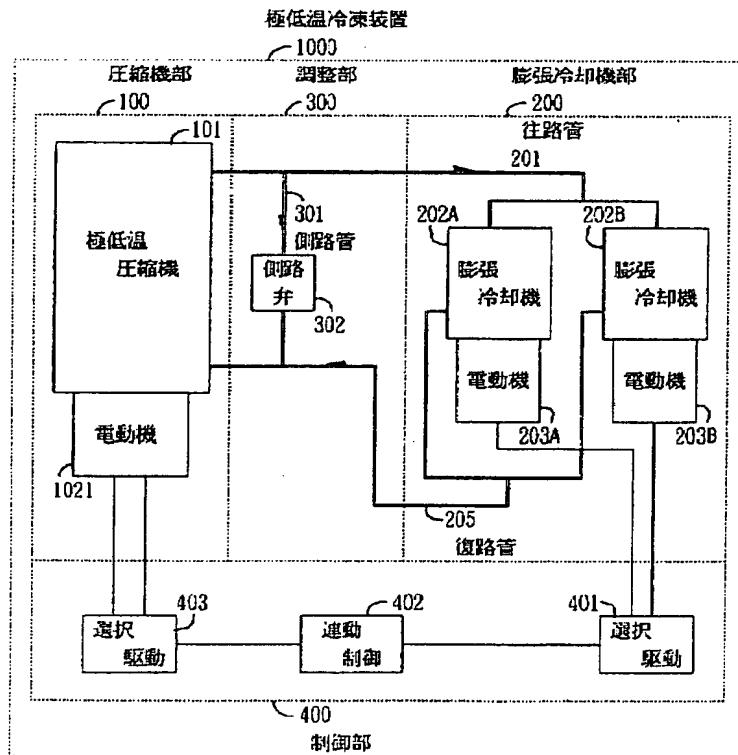 極低温冷凍装置
1000
圧縮機部
調整部
膨張冷却機部
100
300
200
101
往路管
201
301
側路管
202A
202B
極低温
圧縮機
側路
弁
302
膨張
冷却機
膨張
冷却機
電動機
電動機
電動機
203A
203B
1021
205
復路管
403
402
401
選択
駆動
連動
制御
選択
駆動
400
制御部